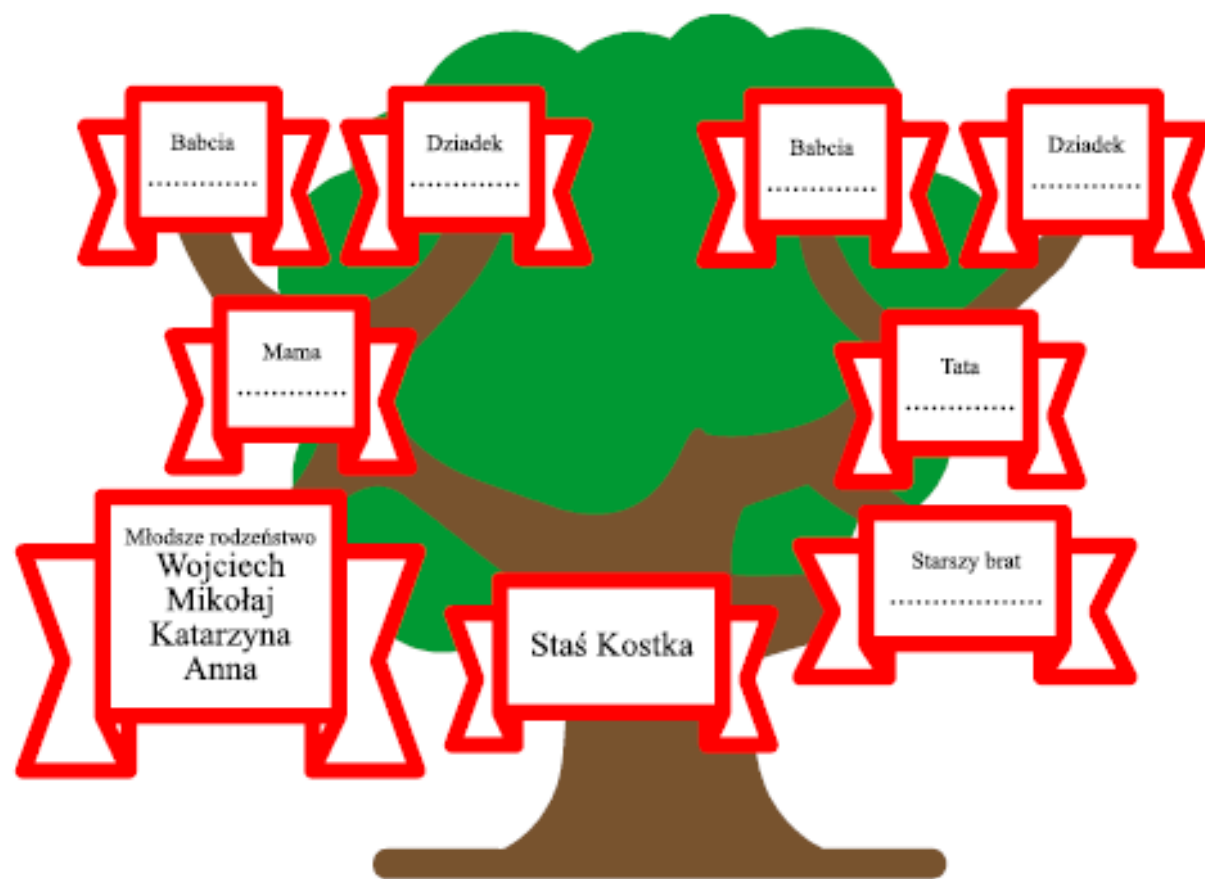 Babcia
.............
Dziadek
.............
Babcia
.............
Dziadek
.............
Mama
.............
Tata
.............
Młodsze rodzeństwo
Wojciech
Mikołaj
Katarzyna
Anna
Staś Kostka
Starszy brat
..................